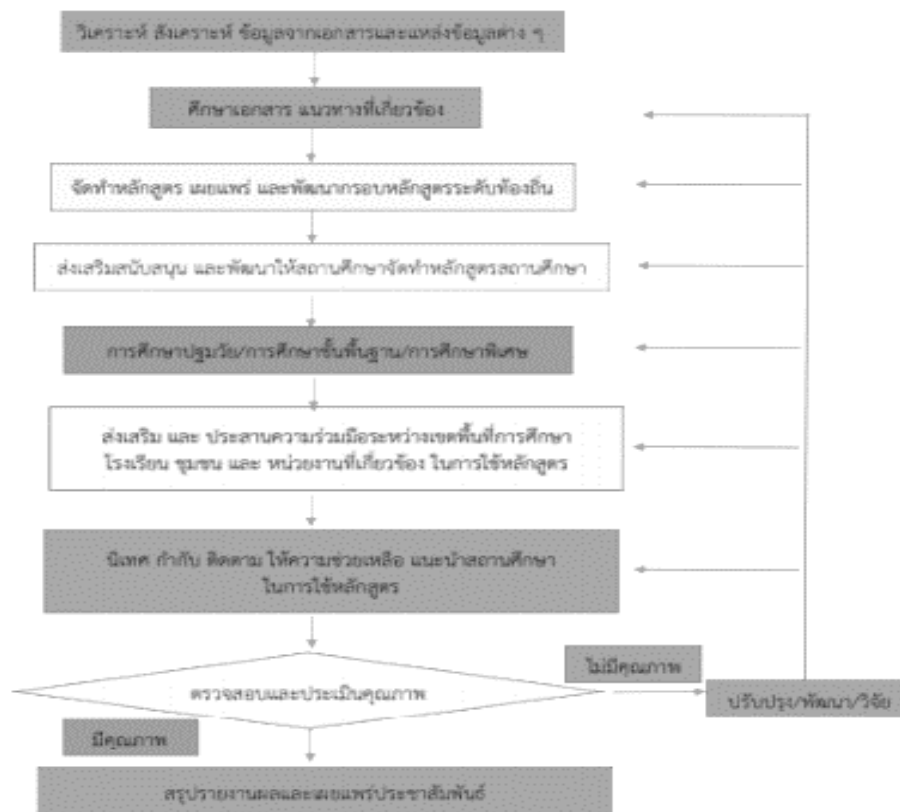 วิเคราะห์ สังเคราะห์ ข้อมูลจากเอกสารและแหล่งข้อมูลต่าง ๆ
ศึกษาเอกสาร แนวทางที่เกี่ยวข้อง
จัดทำหลักสูตร เผยแพร่ และพัฒนากรอบหลักสูตรระดับท้องถิ่น
ส่งเสริมสนับสนุน และพัฒนาให้สถานศึกษาจัดทำหลักสูตรสถานศึกษา
การศึกษาปฐมวัย/การศึกษาขั้นพื้นฐาน/การศึกษาพิเศษ
ส่งเสริม และ ประสานความร่วมมือระหว่างเขตพื้นที่การศึกษา
โรงเรียน ชุมชน และ หน่วยงานที่เกี่ยวข้อง ในการใช้หลักสูตร
นิเทศ กำกับ ติดตาม ให้ความช่วยเหลือ แนะนำสถานศึกษา
ในการใช้หลักสูตร
ไม่มีคุณภาพ
ตรวจสอบและประเมินคุณภาพ
ปรับปรุง/พัฒนา/วิจัย
มีคุณภาพ
สรุปรายงานผลและเผยแพร่ประชาสัมพันธ์